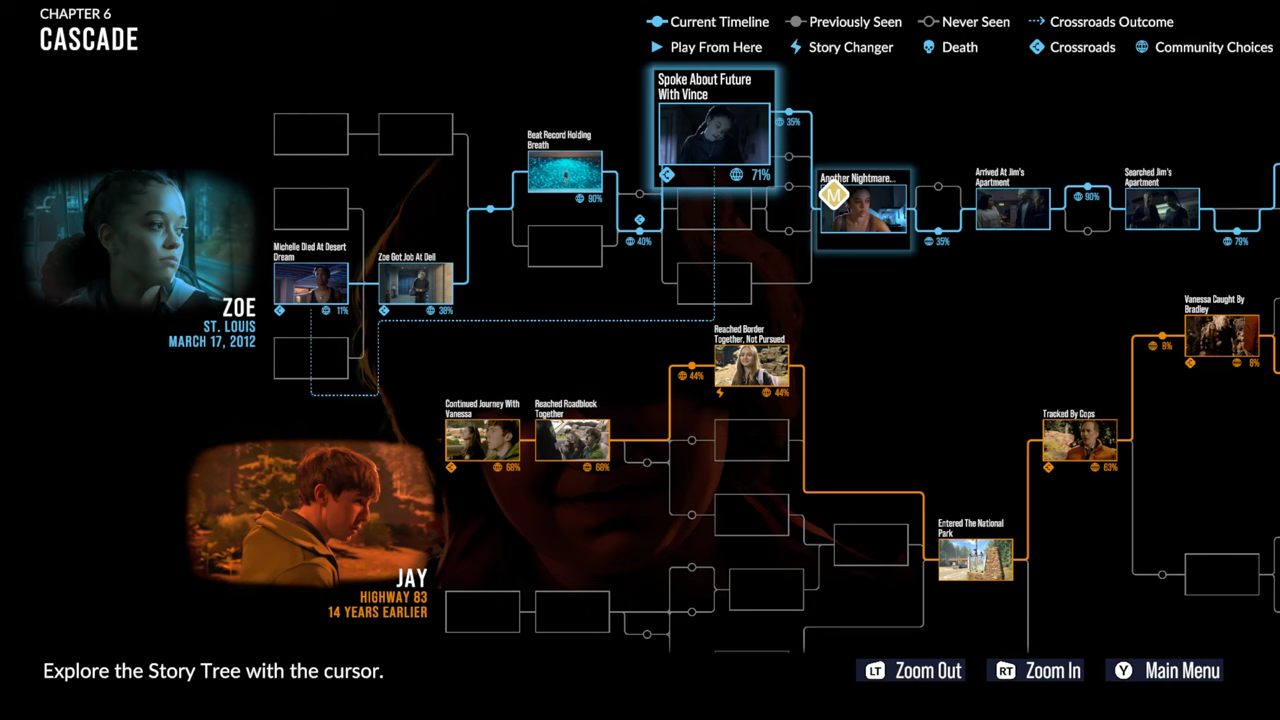 CHAPTER 6
CASCADE
Current Timeline
Previously Seen
Never Seen
Crossroads Outcome
Play From Here
Story Changer
Death
Crossroads
Community Choices
Spoke About Future
With Vince
71%
35%
Beat Record Holding
Breath
90%
40%
Another Nightmare...
M
35%
Arrived At Jim's
Apartment
90%
Searched Jim's
Apartment
79%
Michelle Died At Desert
Dream
11%
Zoe Got Job At Dell
38%
ZOE
ST. LOUIS
MARCH 17, 2012
Vanessa Caught By
Bradley
8%
8%
Reached Border
Together, Not Pursued
44%
44%
Continued Journey With
Vanessa
68%
Reached Roadblock
Together
68%
Tracked By Cops
63%
Entered The National
Park
JAY
HIGHWAY 83
14 YEARS EARLIER
Explore the Story Tree with the cursor.
LT Zoom Out
RT Zoom In
Y Main Menu